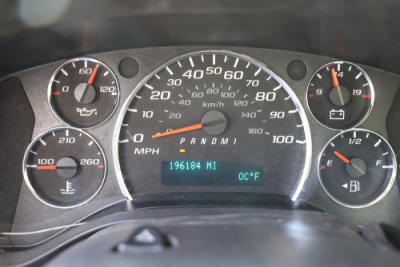 0 60 120
10 20 30 40 50 60 70 80 90 100
0 MPH
20 40 60 80 100 120 140 160
km/h
9 14 19
100 210 260
E 1/2 F
P R N D M 1
196184 MI
0C°F